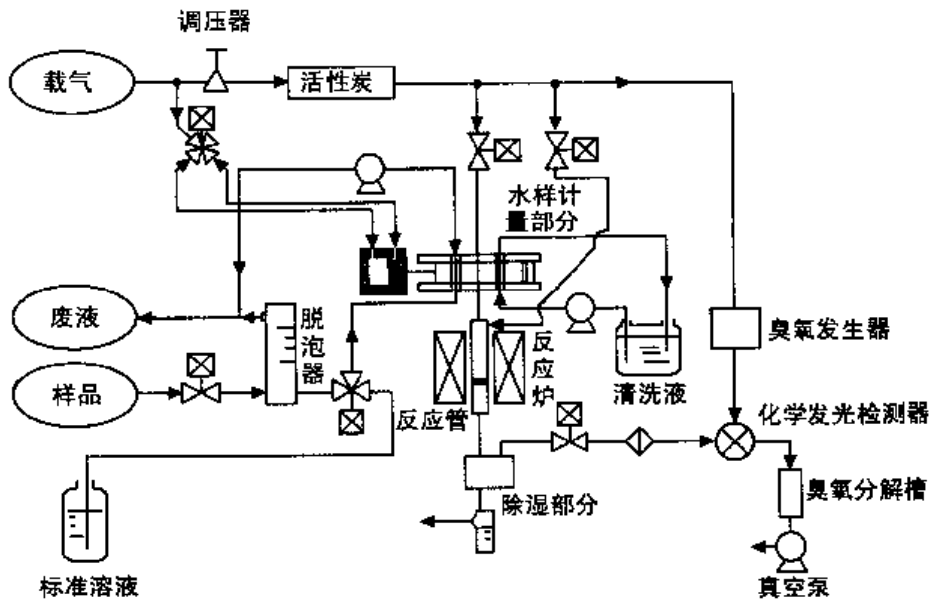 调压器
载气
活性炭
水样计
量部分
废液
脱泡器
样品
反应管
反应炉
清洗液
臭氧发生器
化学发光检测器
除湿部分
臭氧分解槽
标准溶液
真空泵